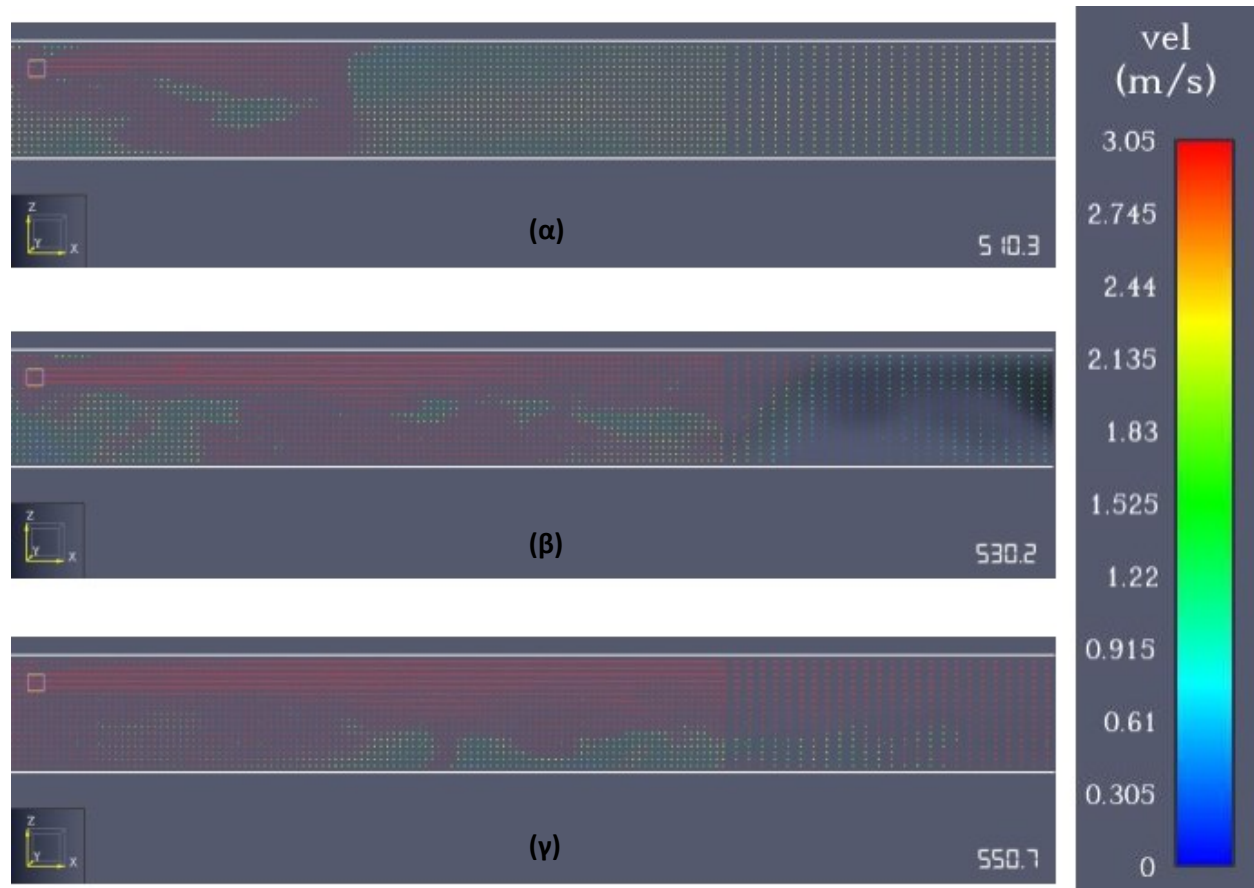 Z
Y
X
(α)
510.3
Z
Y
X
(β)
530.2
Z
Y
X
(γ)
550.7
vel
(m/s)
3.05
2.745
2.44
2.135
1.83
1.525
1.22
0.915
0.61
0.305
0